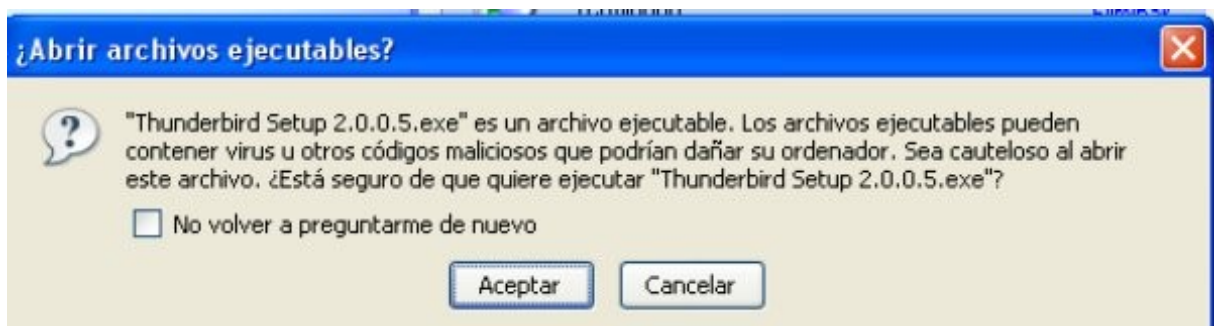 ¿Abrir archivos ejecutables?
"Thunderbird Setup 2.0.0.5.exe" es un archivo ejecutable. Los archivos ejecutables pueden
contener virus u otros códigos maliciosos que podrían dañar su ordenador. Sea cauteloso al abrir
este archivo. ¿Está seguro de que quiere ejecutar "Thunderbird Setup 2.0.0.5.exe"?
No volver a preguntarme de nuevo
Aceptar Cancelar